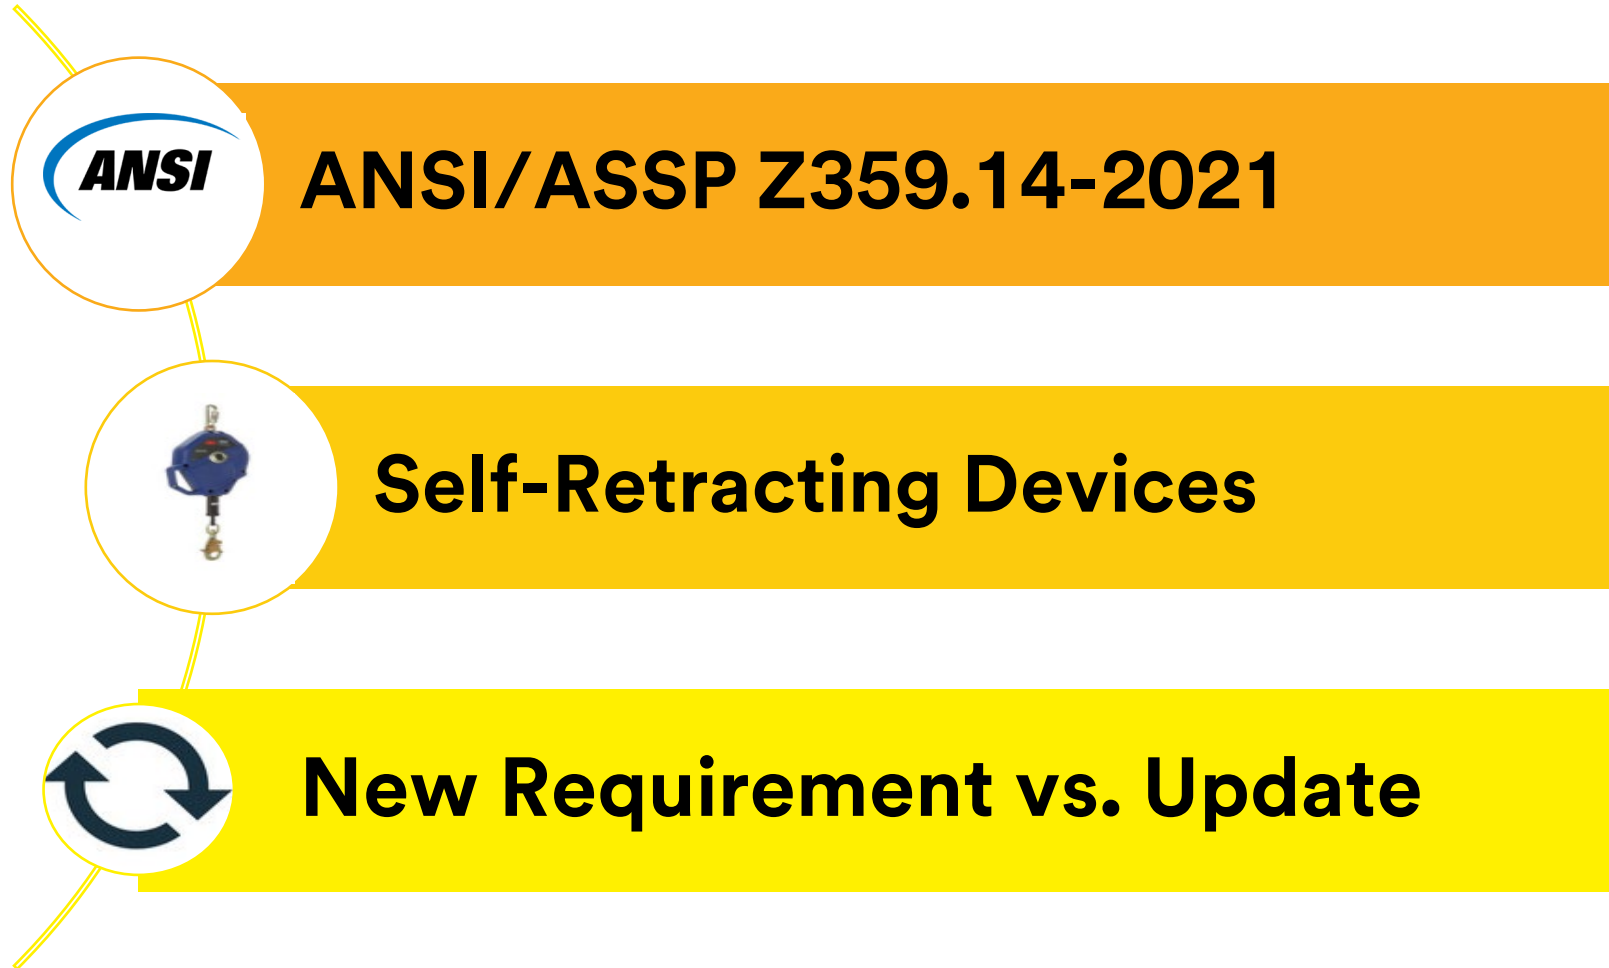 ANSI
ANSI/ASSP Z359.14-2021
Self-Retracting Devices
New Requirement vs. Update